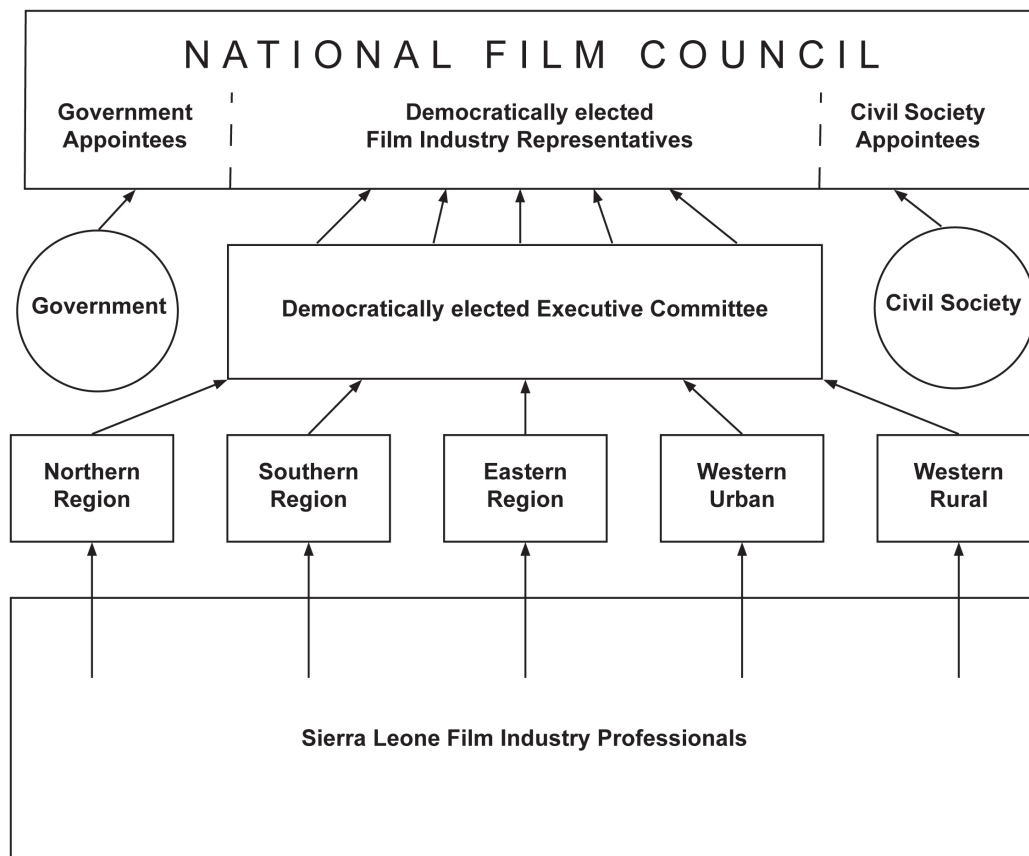 NATIONAL FILM COUNCIL
Government
Appointees
Democratically elected
Film Industry Representatives
Civil Society
Appointees
Government
Democratically elected Executive Committee
Civil Society
Northern
Region
Southern
Region
Eastern
Region
Western
Urban
Western
Rural
Sierra Leone Film Industry Professionals